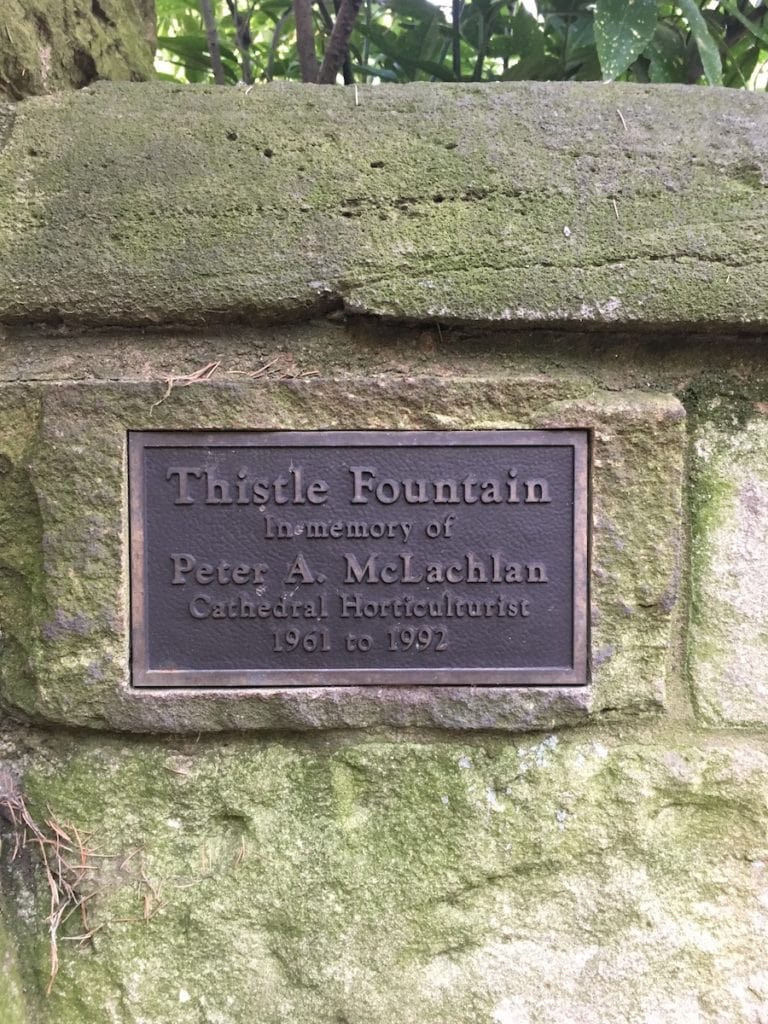 Thistle Fountain
In memory of
Peter A. McLachlan
Cathedral Horticulturist
1961 to 1992